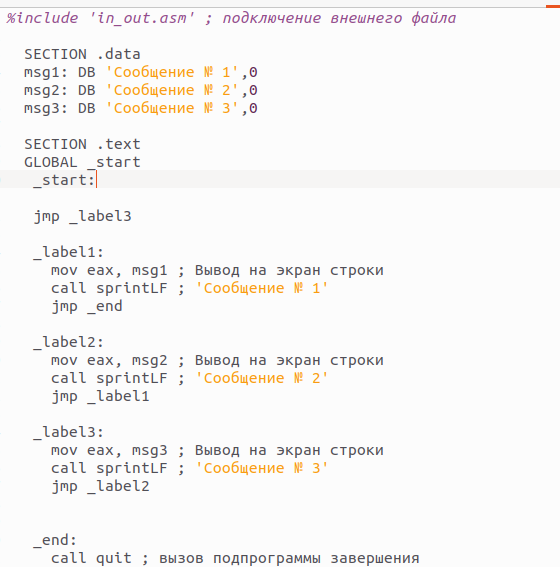 %include 'in_out.asm' ; подключение внешнего файла
SECTION .data
msg1: DB 'Сообщение № 1',0
msg2: DB 'Сообщение № 2',0
msg3: DB 'Сообщение № 3',0
SECTION .text
GLOBAL _start
_start:
jmp _label3
_label1:
mov eax, msg1 ; Вывод на экран строки
call sprintLF ; 'Сообщение № 1'
jmp _end
_label2:
mov eax, msg2 ; Вывод на экран строки
call sprintLF ; 'Сообщение № 2'
jmp _label1
_label3:
mov eax, msg3 ; Вывод на экран строки
call sprintLF ; 'Сообщение № 3'
jmp _label2
_end:
call quit ; вызов подпрограммы завершения